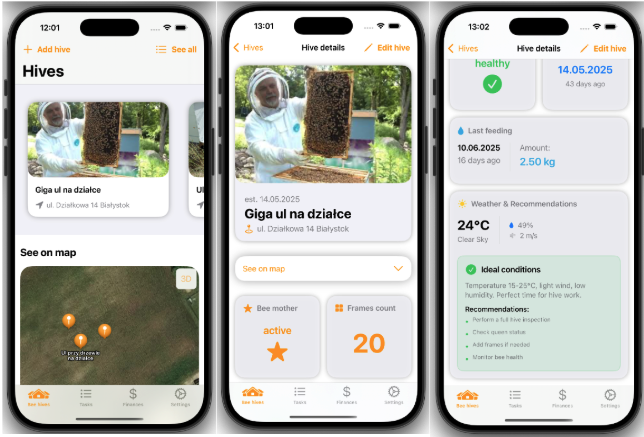 12:01
+ Add hive
See all
Hives
Giga ul na działce
ul. Działkowa 14 Białystok
Ul
See on map
3D
Ul przy drzewie
na działce
Bee hives
Tasks
Finances
Settings
13:01
Hives
Hive details
Edit hive
est. 14.05.2025
Giga ul na działce
ul. Działkowa 14 Białystok
See on map
Bee mother
active
Frames count
20
Bee hives
Tasks
Finances
Settings
13:02
Hives
Hive details
Edit hive
healthy
14.05.2025
43 days ago
Last feeding
10.06.2025
16 days ago
Amount:
2.50 kg
Weather & Recommendations
24°C
Clear Sky
49%
2 m/s
Ideal conditions
Temperature 15-25°C, light wind, low
humidity. Perfect time for hive work.
Recommendations:
• Perform a full hive inspection
• Check queen status
• Add frames if needed
• Monitor bee health
Bee hives
Tasks
Finances
Settings